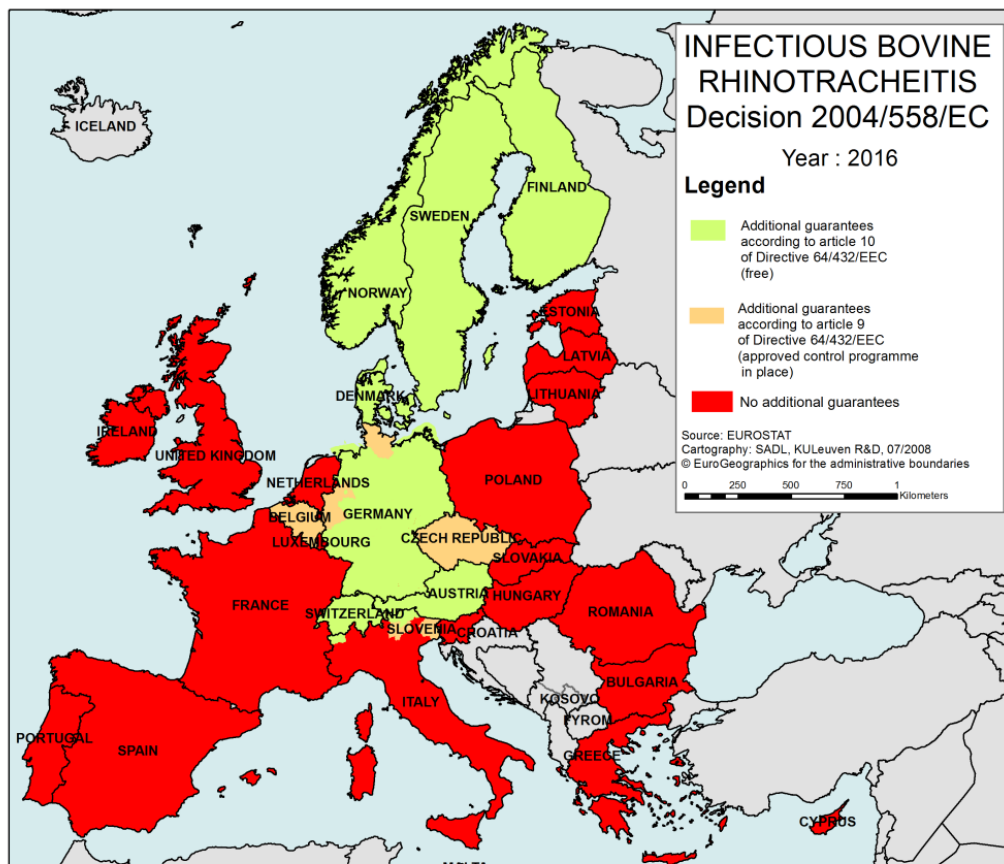 INFECTIOUS BOVINE
RHINOTRACHEITIS
Decision 2004/558/EC
Year : 2016
Legend
Additional guarantees
according to article 10
of Directive 64/432/EEC
(free)
Additional guarantees
according to article 9
of Directive 64/432/EEC
(approved control programme
in place)
No additional guarantees
Source: EUROSTAT
Cartography: SADL, KULeuven R&D, 07/2008
© EuroGeographics for the administrative boundaries
0 250 500 750 1
Kilometers
ICELAND
FINLAND
SWEDEN
NORWAY
ESTONIA
LATVIA
LITHUANIA
DENMARK
IRELAND
UNITED KINGDOM
NETHERLANDS
POLAND
BELGIUM
GERMANY
CZECH REPUBLIC
LUXEMBOURG
SLOVAKIA
AUSTRIA
HUNGARY
FRANCE
SWITZERLAND
ROMANIA
SLOVENIA
CROATIA
BULGARIA
KOSOVO
ITALY
FYROM
PORTUGAL
SPAIN
GREECE
CYPRUS